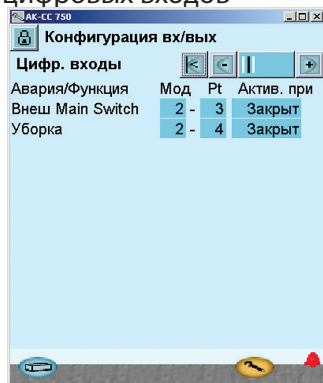 цифровых входов
AK-CC 750
Конфигурация вх/вых
Цифр. входы
Авария/Функция Мод Pt Актив. при
Внеш Main Switch 2 - 3 Закрыт
Уборка 2 - 4 Закрыт